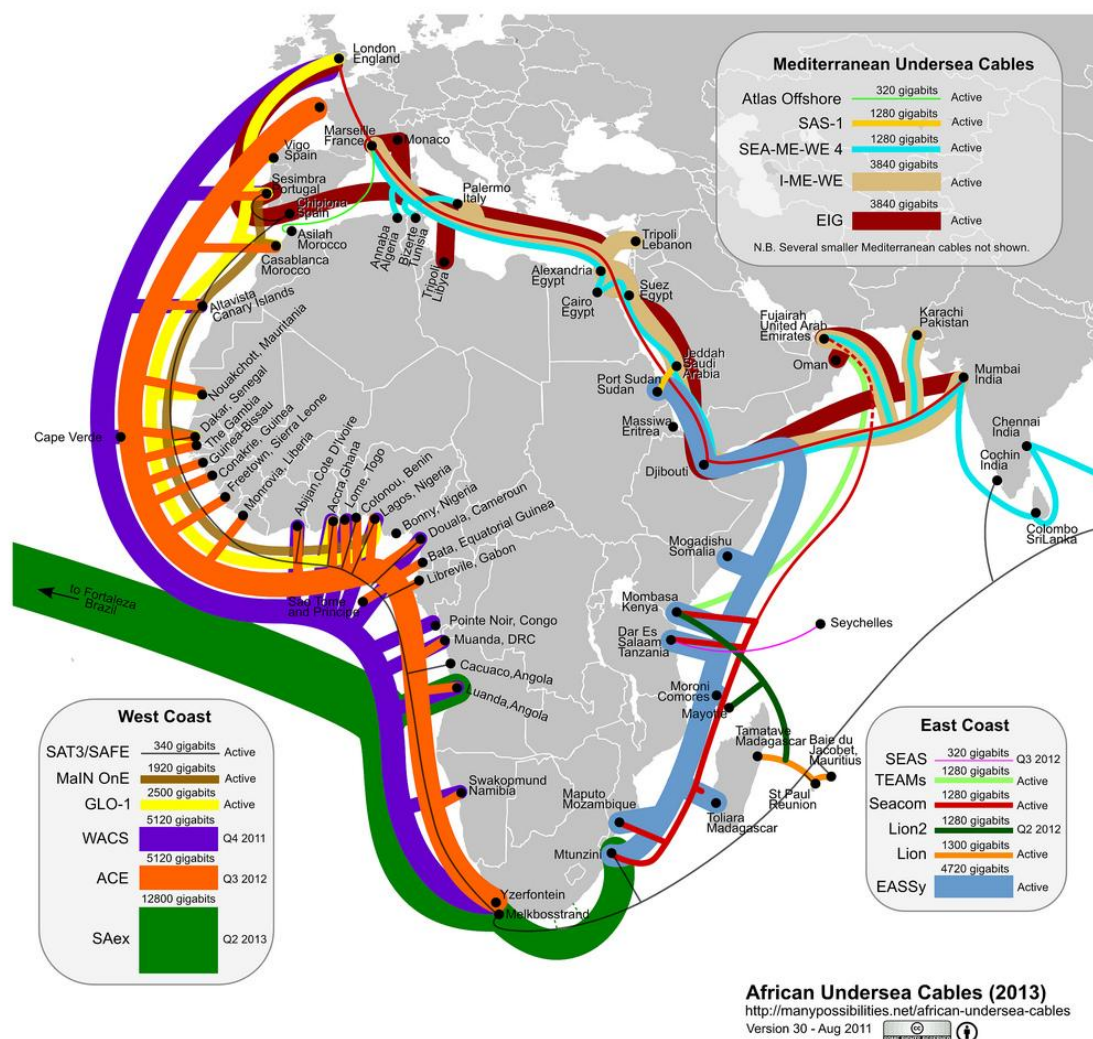 London
England
Marseille
France
Monaco
Vigo
Spain
Sesimbra
Portugal
Chipiona
Spain
Asilah
Morocco
Casablanca
Morocco
Annaba
Algeria
Bizerte
Tunisia
Palermo
Italy
Tripoli
Libya
Tripoli
Lebanon
Alexandria
Egypt
Cairo
Egypt
Suez
Egypt
Altavista
Canary Islands
Jeddah
Saudi
Arabia
Port Sudan
Sudan
Massiwa
Eritrea
Djibouti
Fujairah
United Arab
Emirates
Oman
Karachi
Pakistan
Mumbai
India
Chennai
India
Cochin
India
Colombo
SriLanka
Cape Verde
Nouakchott, Mauritania
Dakar, Senegal
The Gambia
Guinea-Bissau
Conakrie, Guinea
Freetown, Sierra Leone
Monrovia, Liberia
Abijan,Cote D'Ivoire
Accra,Ghana
Lome, Togo
Cotonou, Benin
Lagos, Nigeria
Bonny, Nigeria
Douala, Cameroun
Bata, Equatorial Guinea
Libreville, Gabon
Sao Tome
and Principe
Pointe Noir, Congo
Muanda, DRC
Cacuaco,Angola
Luanda,Angola
to Fortaleza
Brazil
Swakopmund
Namibia
Yzerfontein
Melkbosstrand
Mogadishu
Somalia
Mombasa
Kenya
Dar Es
Salaam
Tanzania
Seychelles
Moroni
Comores
Mayotte
Tamatave
Madagascar
Baie du
Jacobet,
Mauritius
St Paul
Reunion
Toliara
Madagascar
Maputo
Mozambique
Mtunzini
Mediterranean Undersea Cables
Atlas Offshore 320 gigabits Active
SAS-1 1280 gigabits Active
SEA-ME-WE 4 1280 gigabits Active
I-ME-WE 3840 gigabits Active
EIG 3840 gigabits Active
N.B. Several smaller Mediterranean cables not shown.
West Coast
SAT3/SAFE 340 gigabits Active
MaIN OnE 1920 gigabits Active
GLO-1 2500 gigabits Active
WACS 5120 gigabits Q4 2011
ACE 5120 gigabits Q3 2012
SAex 12800 gigabits Q2 2013
East Coast
SEAS 320 gigabits Q3 2012
TEAMs 1280 gigabits Active
Seacom 1280 gigabits Active
Lion2 1280 gigabits Q2 2012
Lion 1300 gigabits Active
EASSy 4720 gigabits Active
African Undersea Cables (2013)
http://manypossibilities.net/african-undersea-cables
Version 30 - Aug 2011
cc